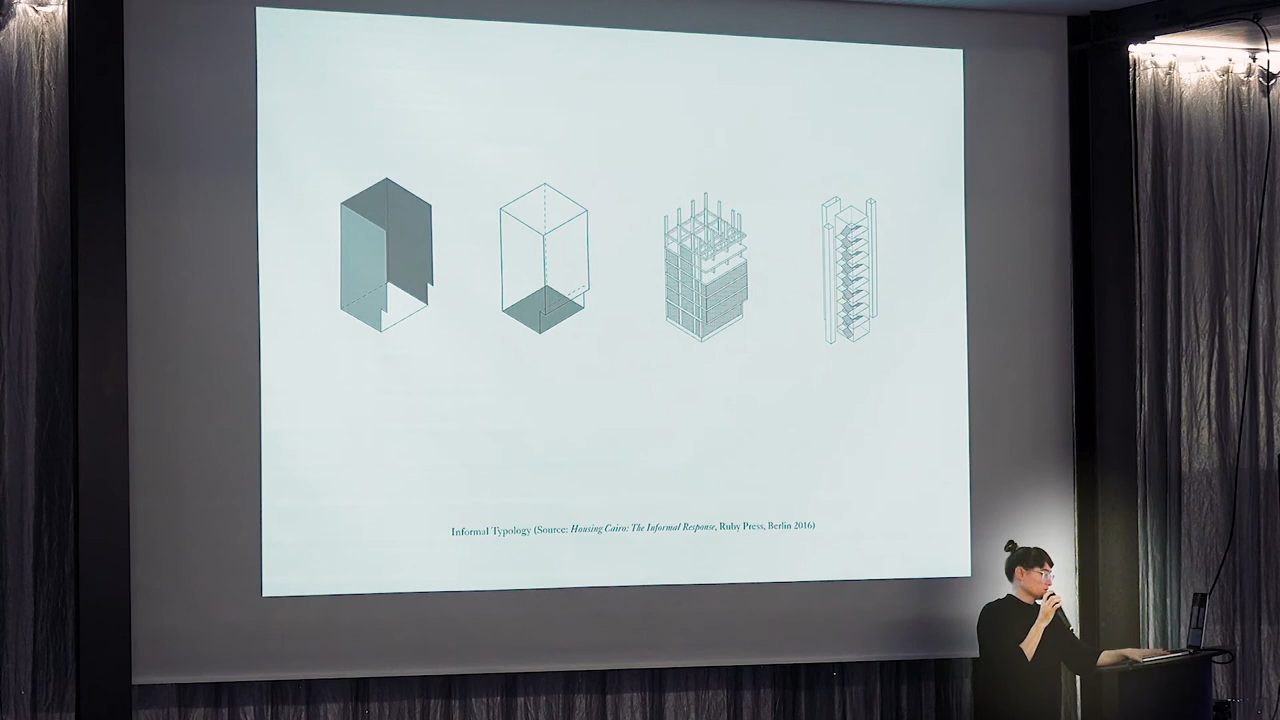 Informal Typology (Source: Housing Cairo: The Informal Response, Ruby Press, Berlin 2016)